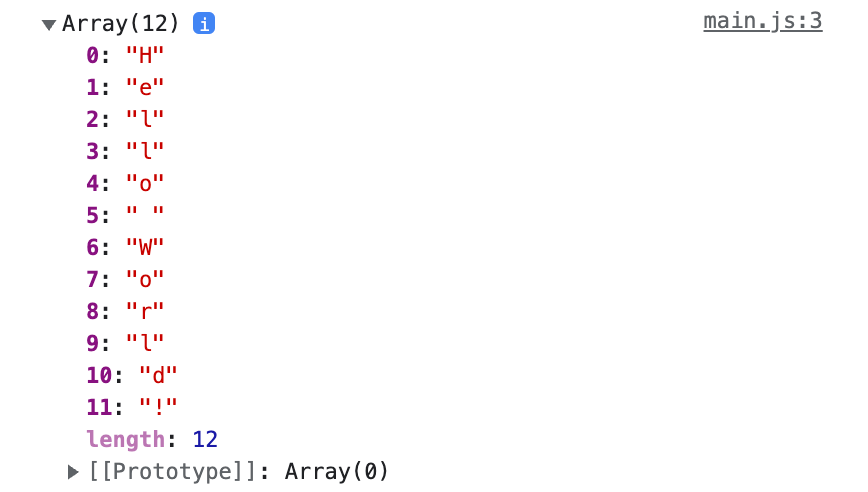 ▼Array(12) i main.js:3
0: "H"
1: "e"
2: "l"
3: "l"
4: "o"
5: " "
6: "W"
7: "o"
8: "r"
9: "l"
10: "d"
11: "!"
length: 12
▶[[Prototype]]: Array(0)